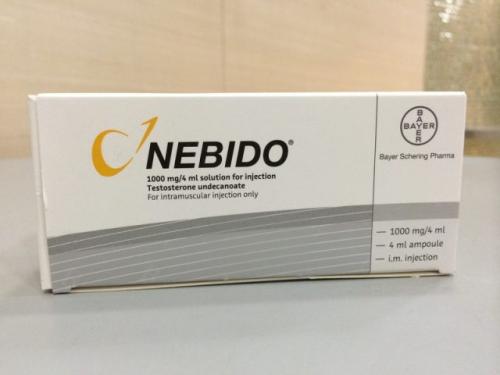 NEBIDO®
1000 mg/4 ml solution for injection
Testosterone undecanoate
For intramuscular injection only
BAYER
BAYER
Bayer Schering Pharma
— 1000 mg/4 ml
— 4 ml ampoule
— i.m. injection